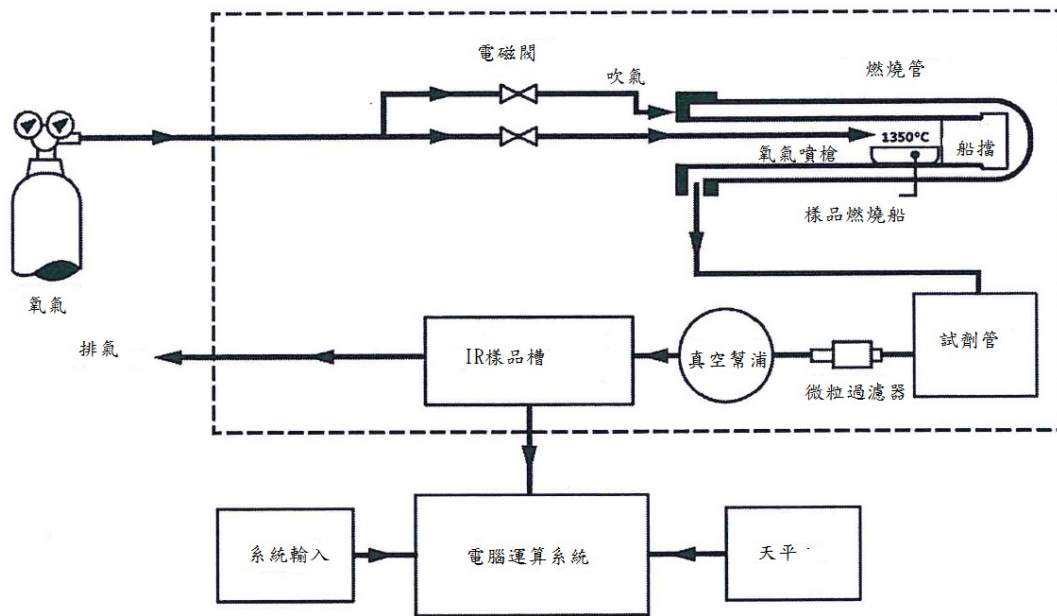 電磁閥
吹氣
燃燒管
1350°C
船擋
氧氣噴槍
樣品燃燒船
氧氣
排氣
IR樣品槽
真空幫浦
微粒過濾器
試劑管
系統輸入
電腦運算系統
天平